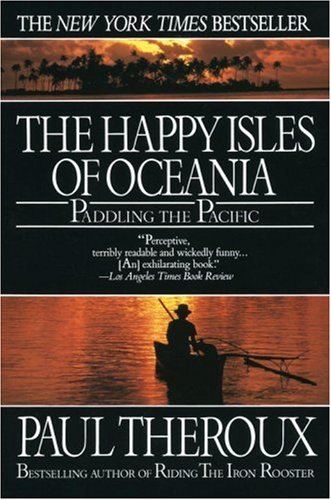 THE NEW YORK TIMES BESTSELLER
THE HAPPY ISLES
OF OCEANIA
PADDLING THE PACIFIC
"Perceptive,
terribly readable and wickedly funny...
[An] exhilarating book."
—Los Angeles Times Book Review
PAUL THEROUX
BESTSELLING AUTHOR OF RIDING THE IRON ROOSTER